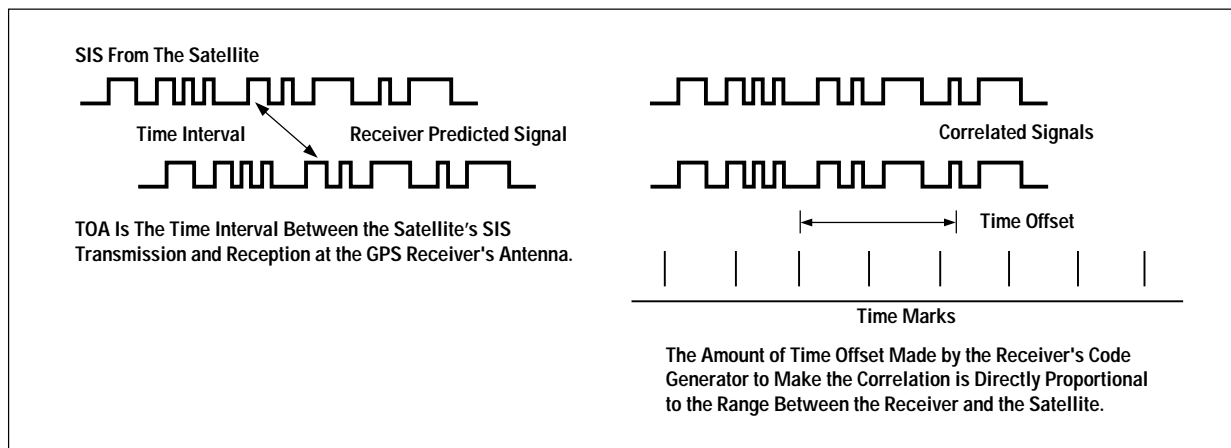 SIS From The Satellite
Time Interval
Receiver Predicted Signal
TOA Is The Time Interval Between the Satellite’s SIS
Transmission and Reception at the GPS Receiver's Antenna.
Correlated Signals
Time Offset
Time Marks
The Amount of Time Offset Made by the Receiver's Code
Generator to Make the Correlation is Directly Proportional
to the Range Between the Receiver and the Satellite.